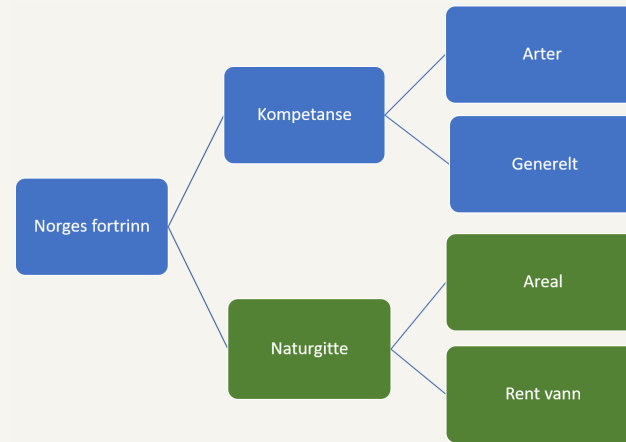 Norges fortrinn
Kompetanse
Arter
Generelt
Naturgitte
Areal
Rent vann